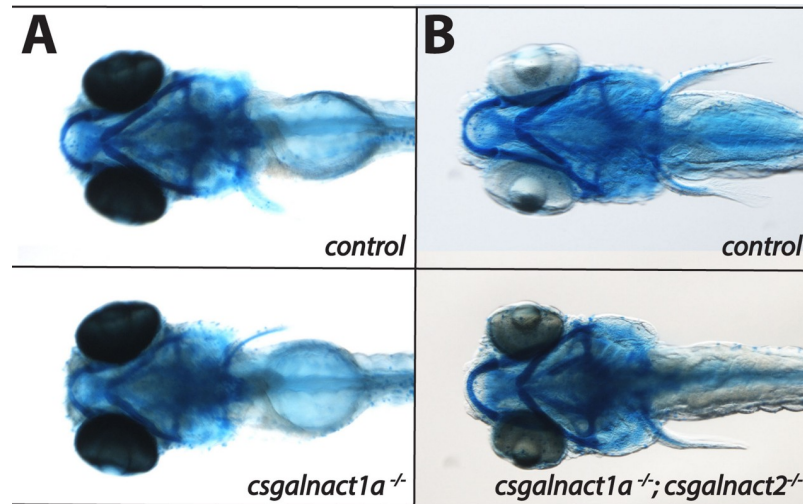 A
B
control
control
csgalnact1a -/-
csgalnact1a -/-; csgalnact2 -/-